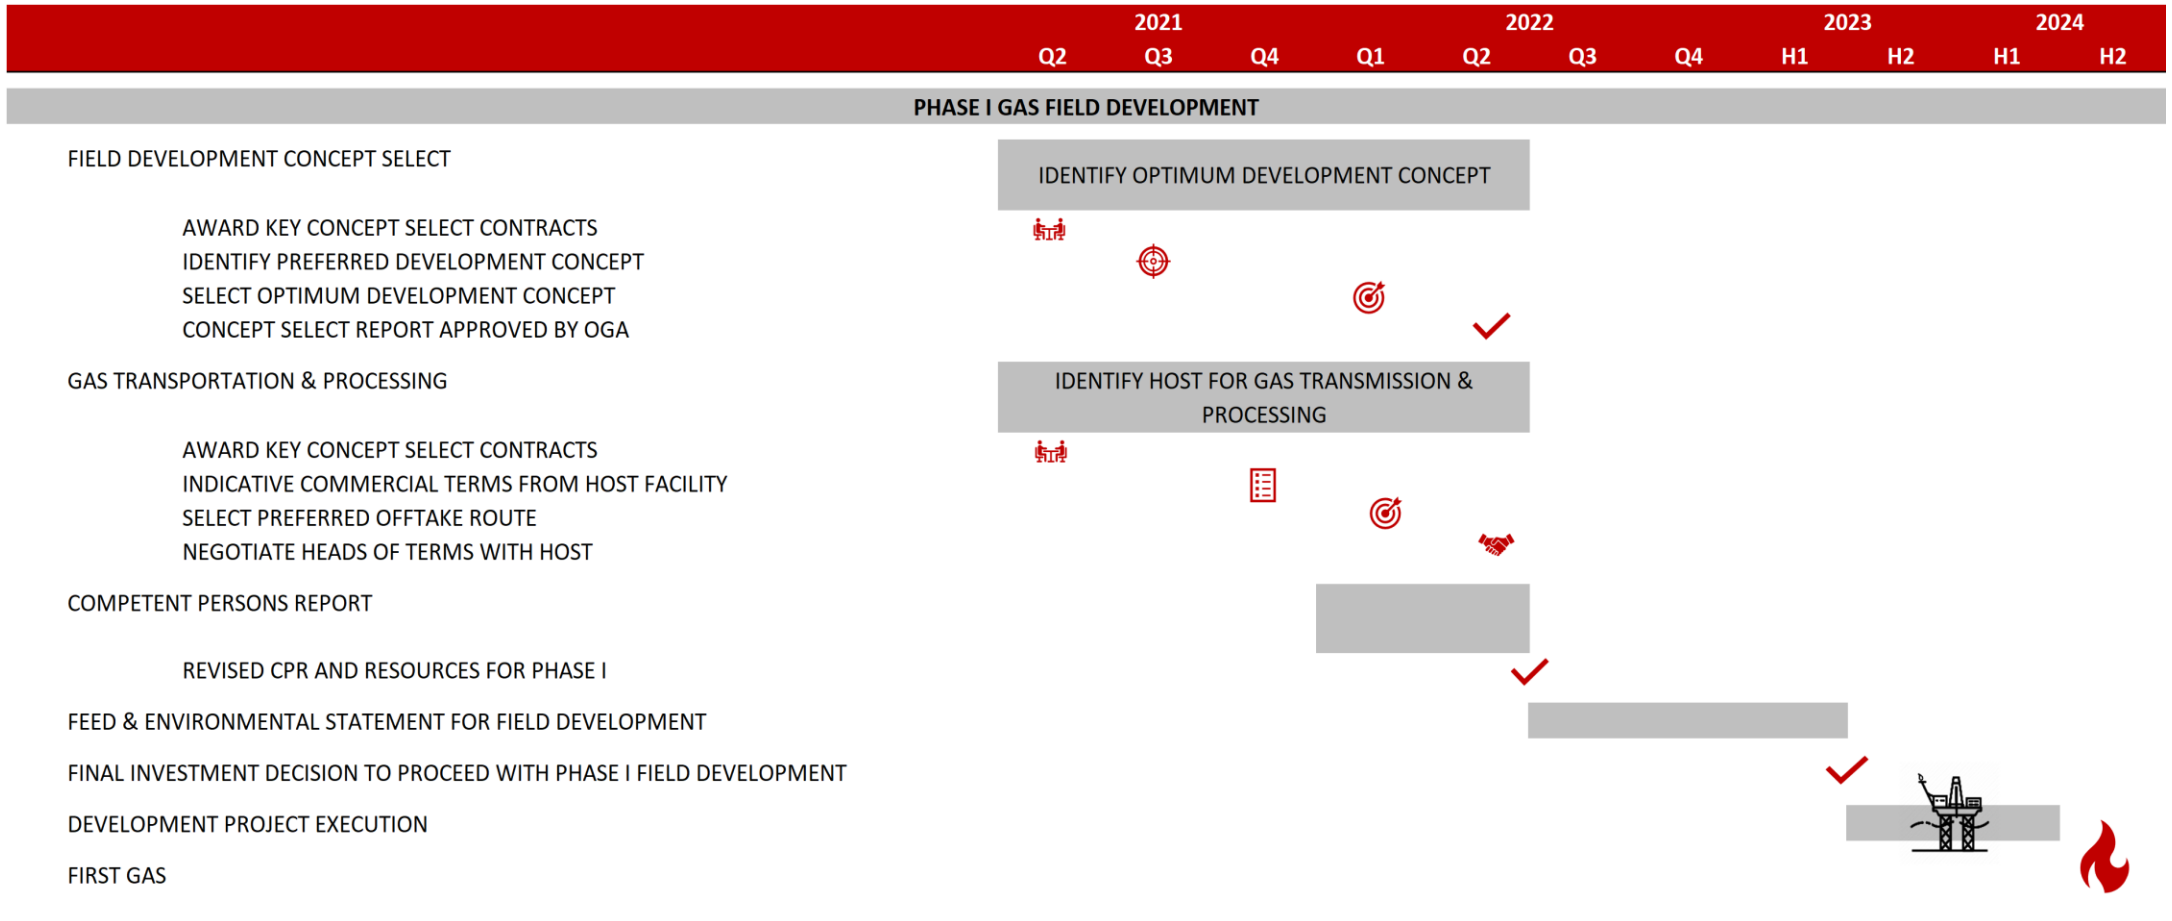 2021 2022 2023 2024
Q2 Q3 Q4 Q1 Q2 Q3 Q4 H1 H2 H1 H2
PHASE I GAS FIELD DEVELOPMENT
FIELD DEVELOPMENT CONCEPT SELECT
IDENTIFY OPTIMUM DEVELOPMENT CONCEPT
AWARD KEY CONCEPT SELECT CONTRACTS
IDENTIFY PREFERRED DEVELOPMENT CONCEPT
SELECT OPTIMUM DEVELOPMENT CONCEPT
CONCEPT SELECT REPORT APPROVED BY OGA
GAS TRANSPORTATION & PROCESSING
IDENTIFY HOST FOR GAS TRANSMISSION &
PROCESSING
AWARD KEY CONCEPT SELECT CONTRACTS
INDICATIVE COMMERCIAL TERMS FROM HOST FACILITY
SELECT PREFERRED OFFTAKE ROUTE
NEGOTIATE HEADS OF TERMS WITH HOST
COMPETENT PERSONS REPORT
REVISED CPR AND RESOURCES FOR PHASE I
FEED & ENVIRONMENTAL STATEMENT FOR FIELD DEVELOPMENT
FINAL INVESTMENT DECISION TO PROCEED WITH PHASE I FIELD DEVELOPMENT
DEVELOPMENT PROJECT EXECUTION
FIRST GAS